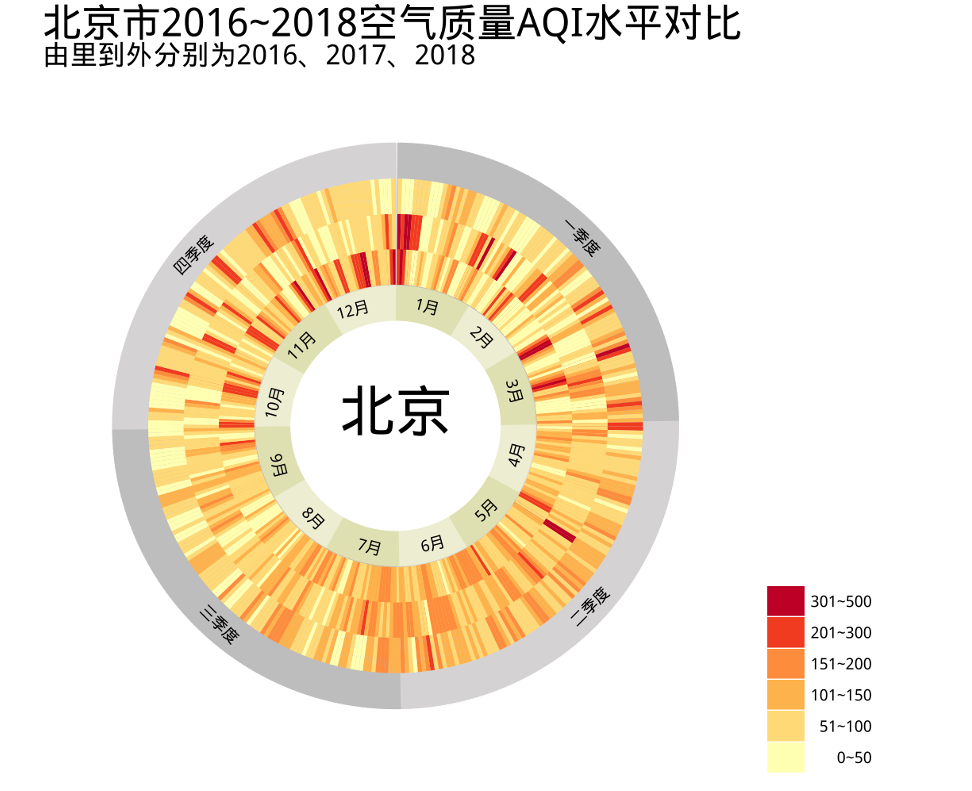 北京市2016~2018空气质量AQI水平对比
由里到外分别为2016、2017、2018
一季度
四季度
12月
1月
11月
2月
10月
3月
北京
9月
4月
8月
5月
7月
6月
三季度
二季度
301~500
201~300
151~200
101~150
51~100
0~50